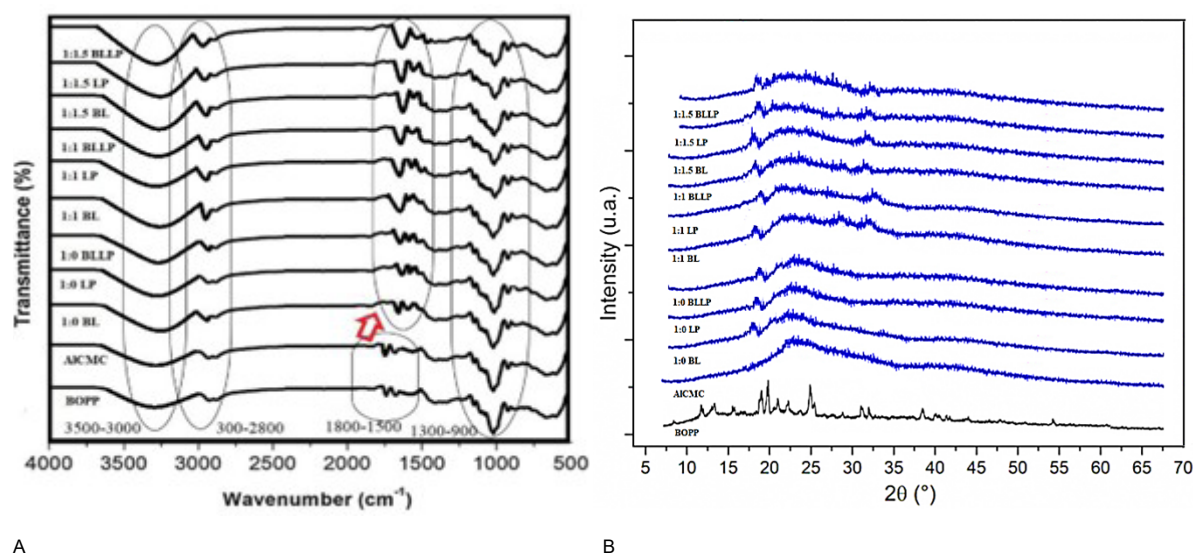 Transmittance (%)
1:1.5 BLLP
1:1.5 LP
1:1.5 BL
1:1 BLLP
1:1 LP
1:1 BL
1:0 BLLP
1:0 LP
1:0 BL
AICMC
BOPP
3500-3000
300-2800
1800-1500
1300-900
4000 3500 3000 2500 2000 1500 1000 500
Wavenumber (cm⁻¹)
A
Intensity (u.a.)
1:1.5 BLLP
1:1.5 LP
1:1.5 BL
1:1 BLLP
1:1 LP
1:1 BL
1:0 BLLP
1:0 LP
1:0 BL
AICMC
BOPP
5 10 15 20 25 30 35 40 45 50 55 60 65 70
2θ (°)
B